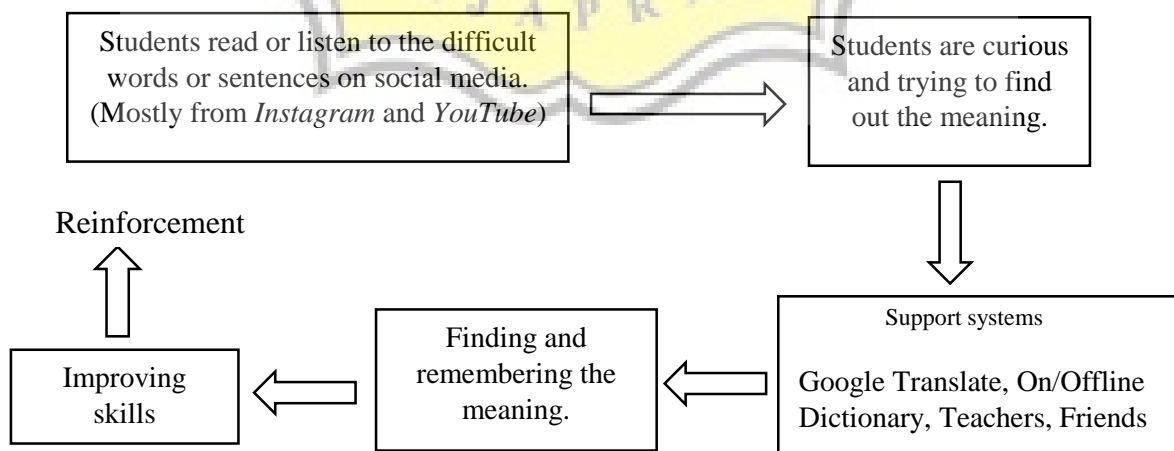 J A P R
Students read or listen to the difficult
words or sentences on social media.
(Mostly from Instagram and YouTube)
Students are curious
and trying to find
out the meaning.
Support systems
Google Translate, On/Offline
Dictionary, Teachers, Friends
Finding and
remembering the
meaning.
Improving
skills
Reinforcement